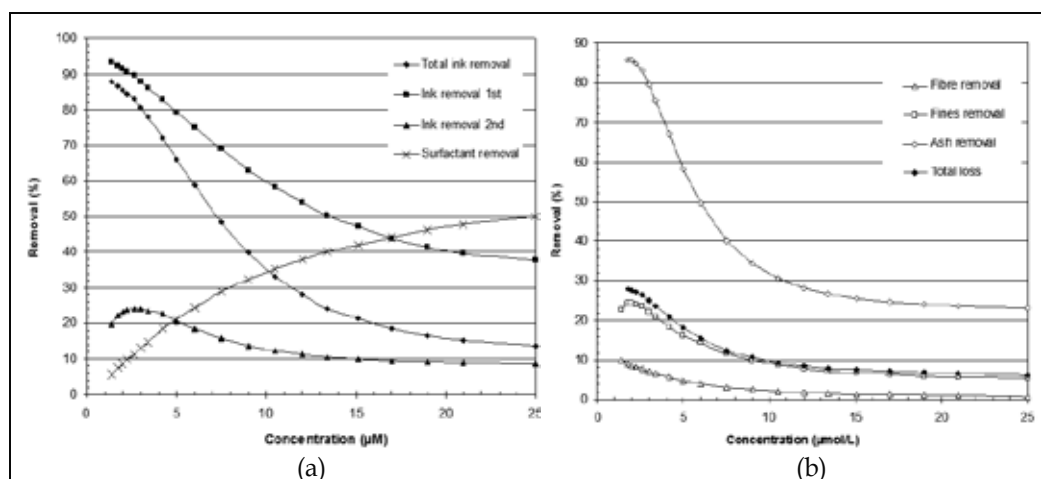 100
90
80
70
60
50
40
30
20
10
0
Removal (%)
Total ink removal
Ink removal 1st
Ink removal 2nd
Surfactant removal
0 5 10 15 20 25
Concentration (µM)
(a)
90
80
70
60
50
40
30
20
10
0
Removal (%)
Fibre removal
Fines removal
Ash removal
Total loss
0 5 10 15 20 25
Concentration (µmol/L)
(b)